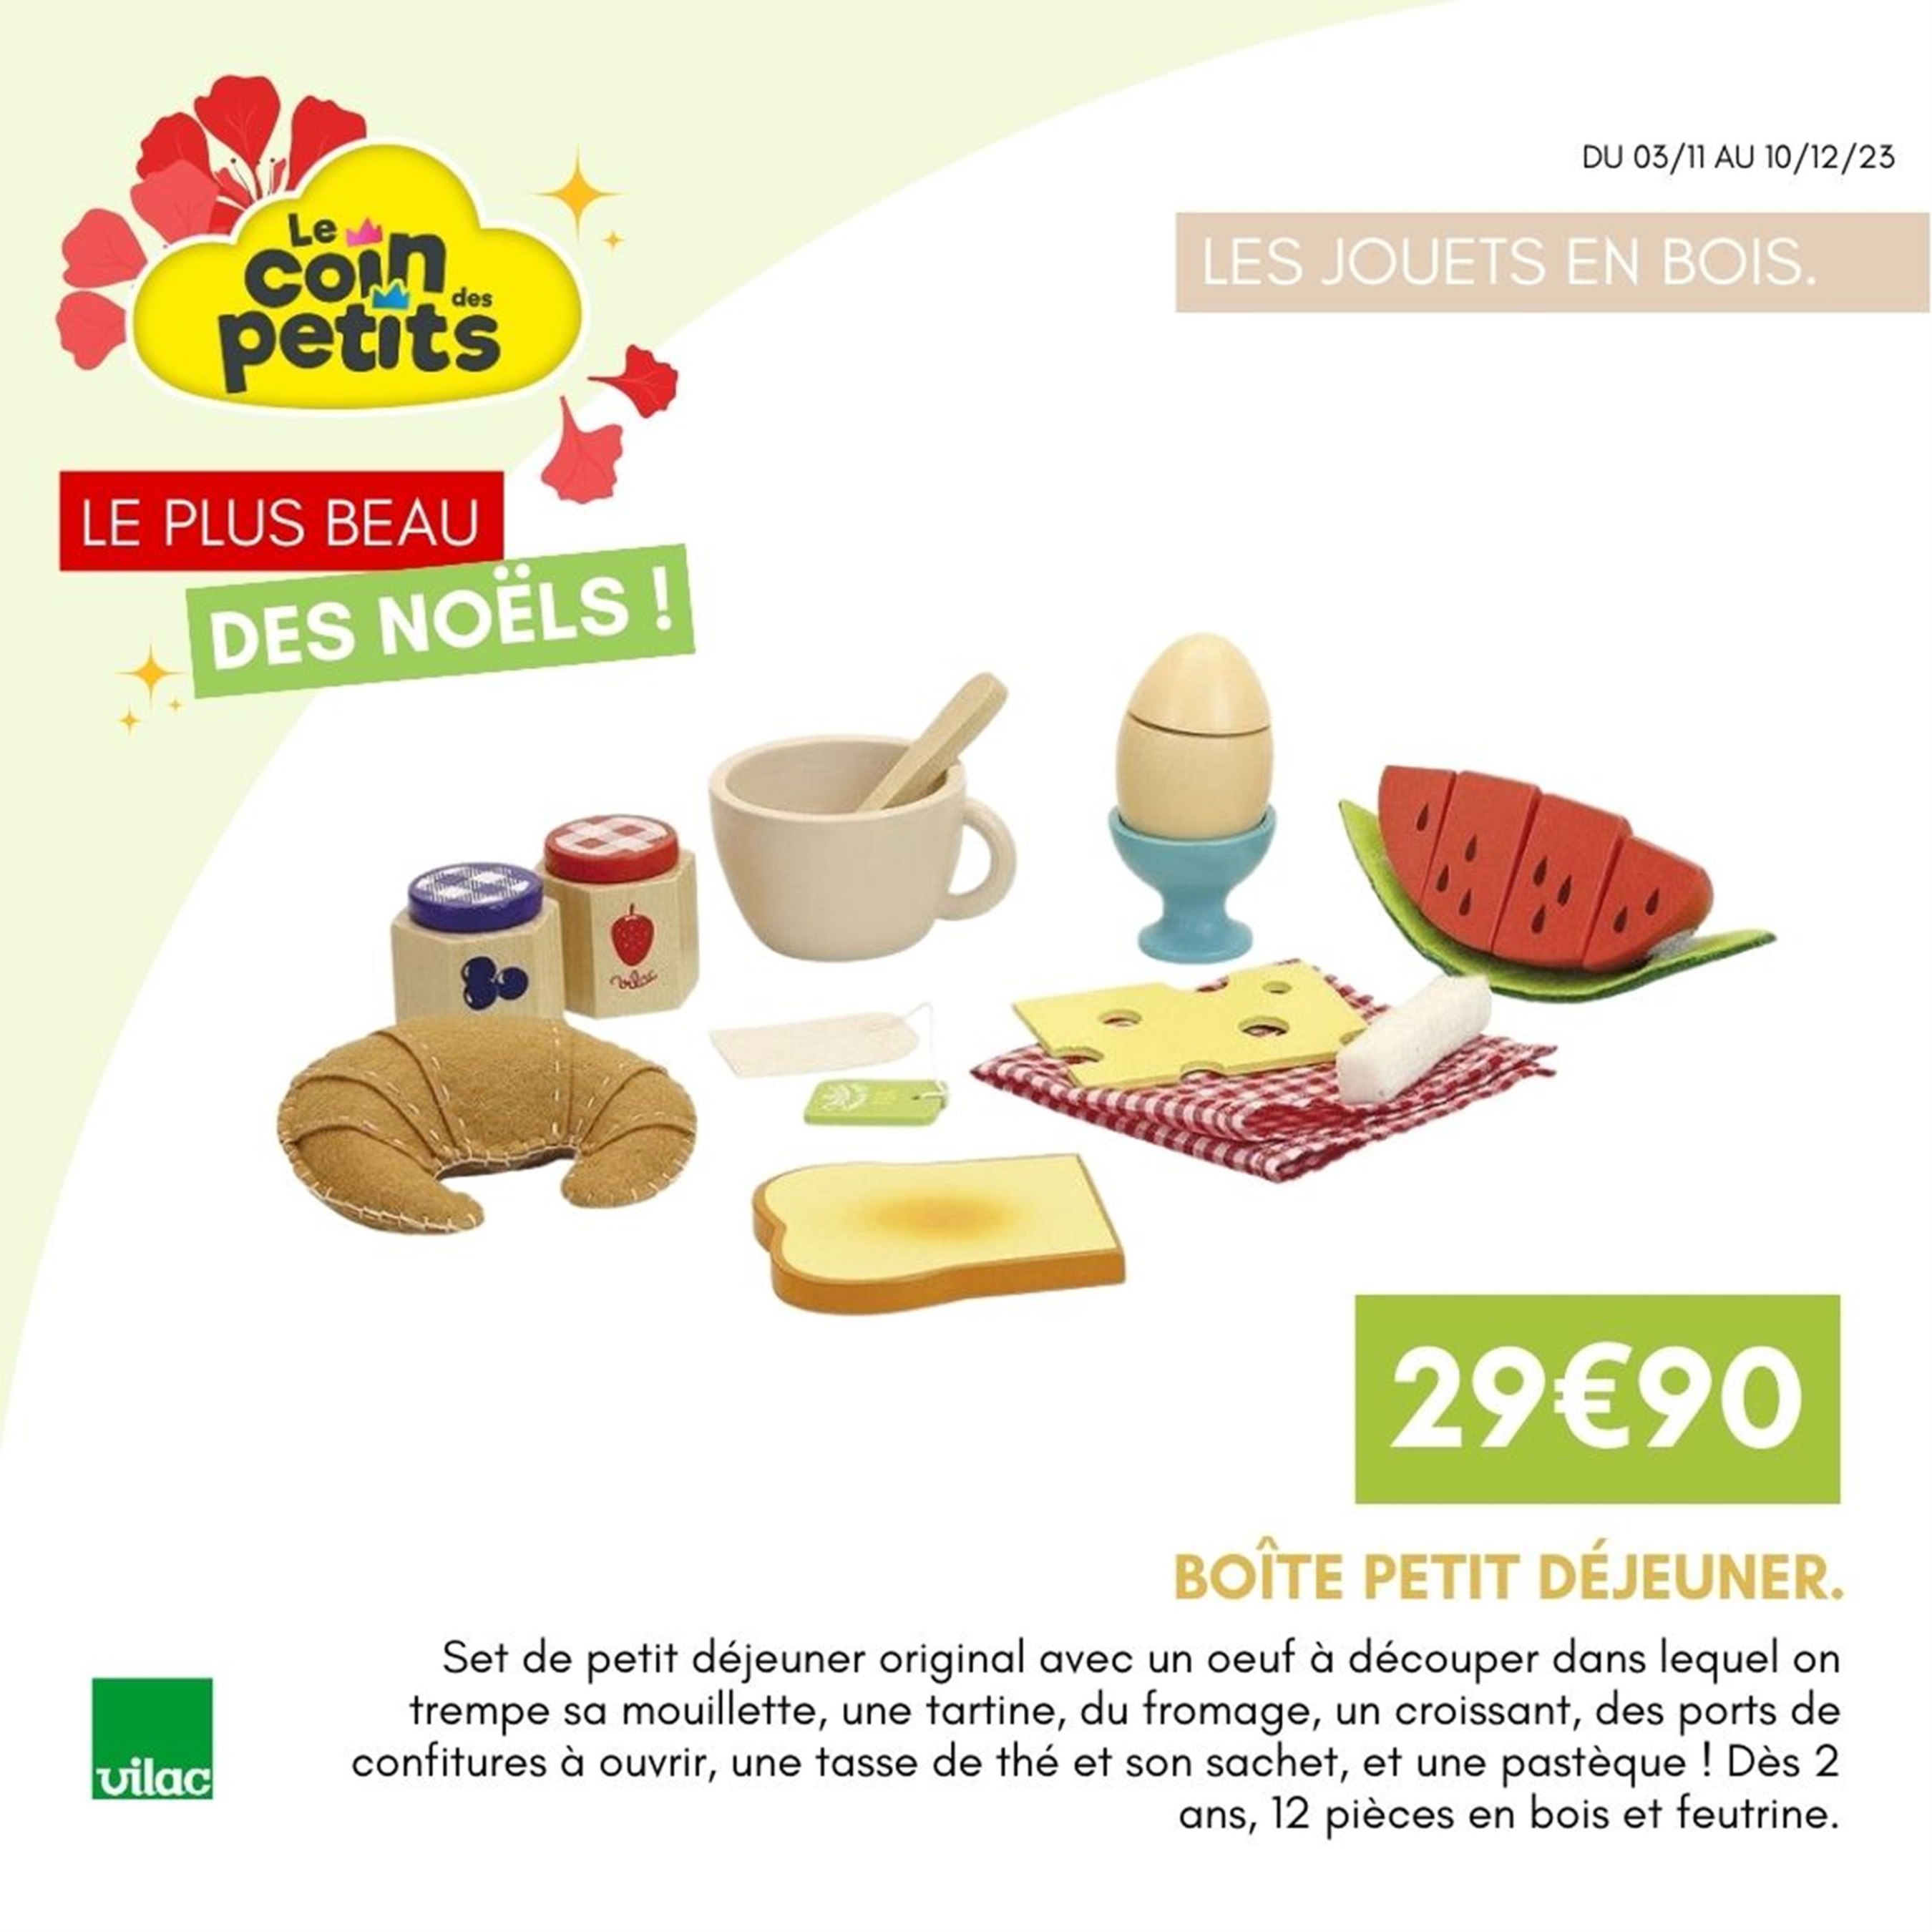 Le
coin
des
petits
DU 03/11 AU 10/12/23
LES JOUETS EN BOIS.
LE PLUS BEAU
DES NOËLS !
vilac
29€90
BOÎTE PETIT DÉJEUNER.
Set de petit déjeuner original avec un oeuf à découper dans lequel on
trempe sa mouillette, une tartine, du fromage, un croissant, des ports de
confitures à ouvrir, une tasse de thé et son sachet, et une pastèque ! Dès 2
ans, 12 pièces en bois et feutrine.
vilac